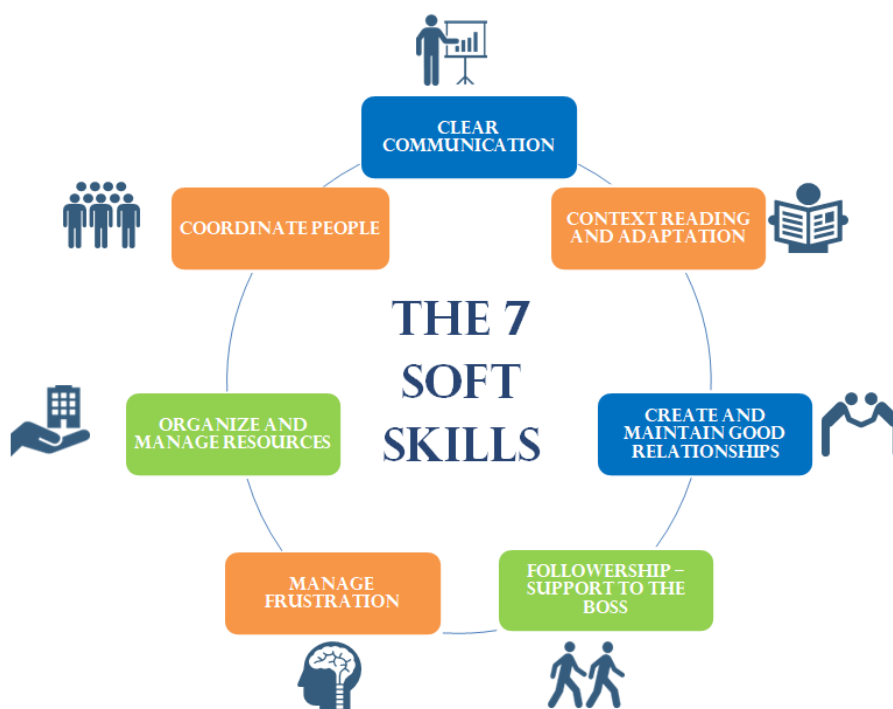 CLEAR
COMMUNICATION
CONTEXT READING
AND ADAPTATION
CREATE AND
MAINTAIN GOOD
RELATIONSHIPS
FOLLOWERSHIP –
SUPPORT TO THE
BOSS
MANAGE
FRUSTRATION
ORGANIZE AND
MANAGE RESOURCES
COORDINATE PEOPLE
THE 7
SOFT
SKILLS